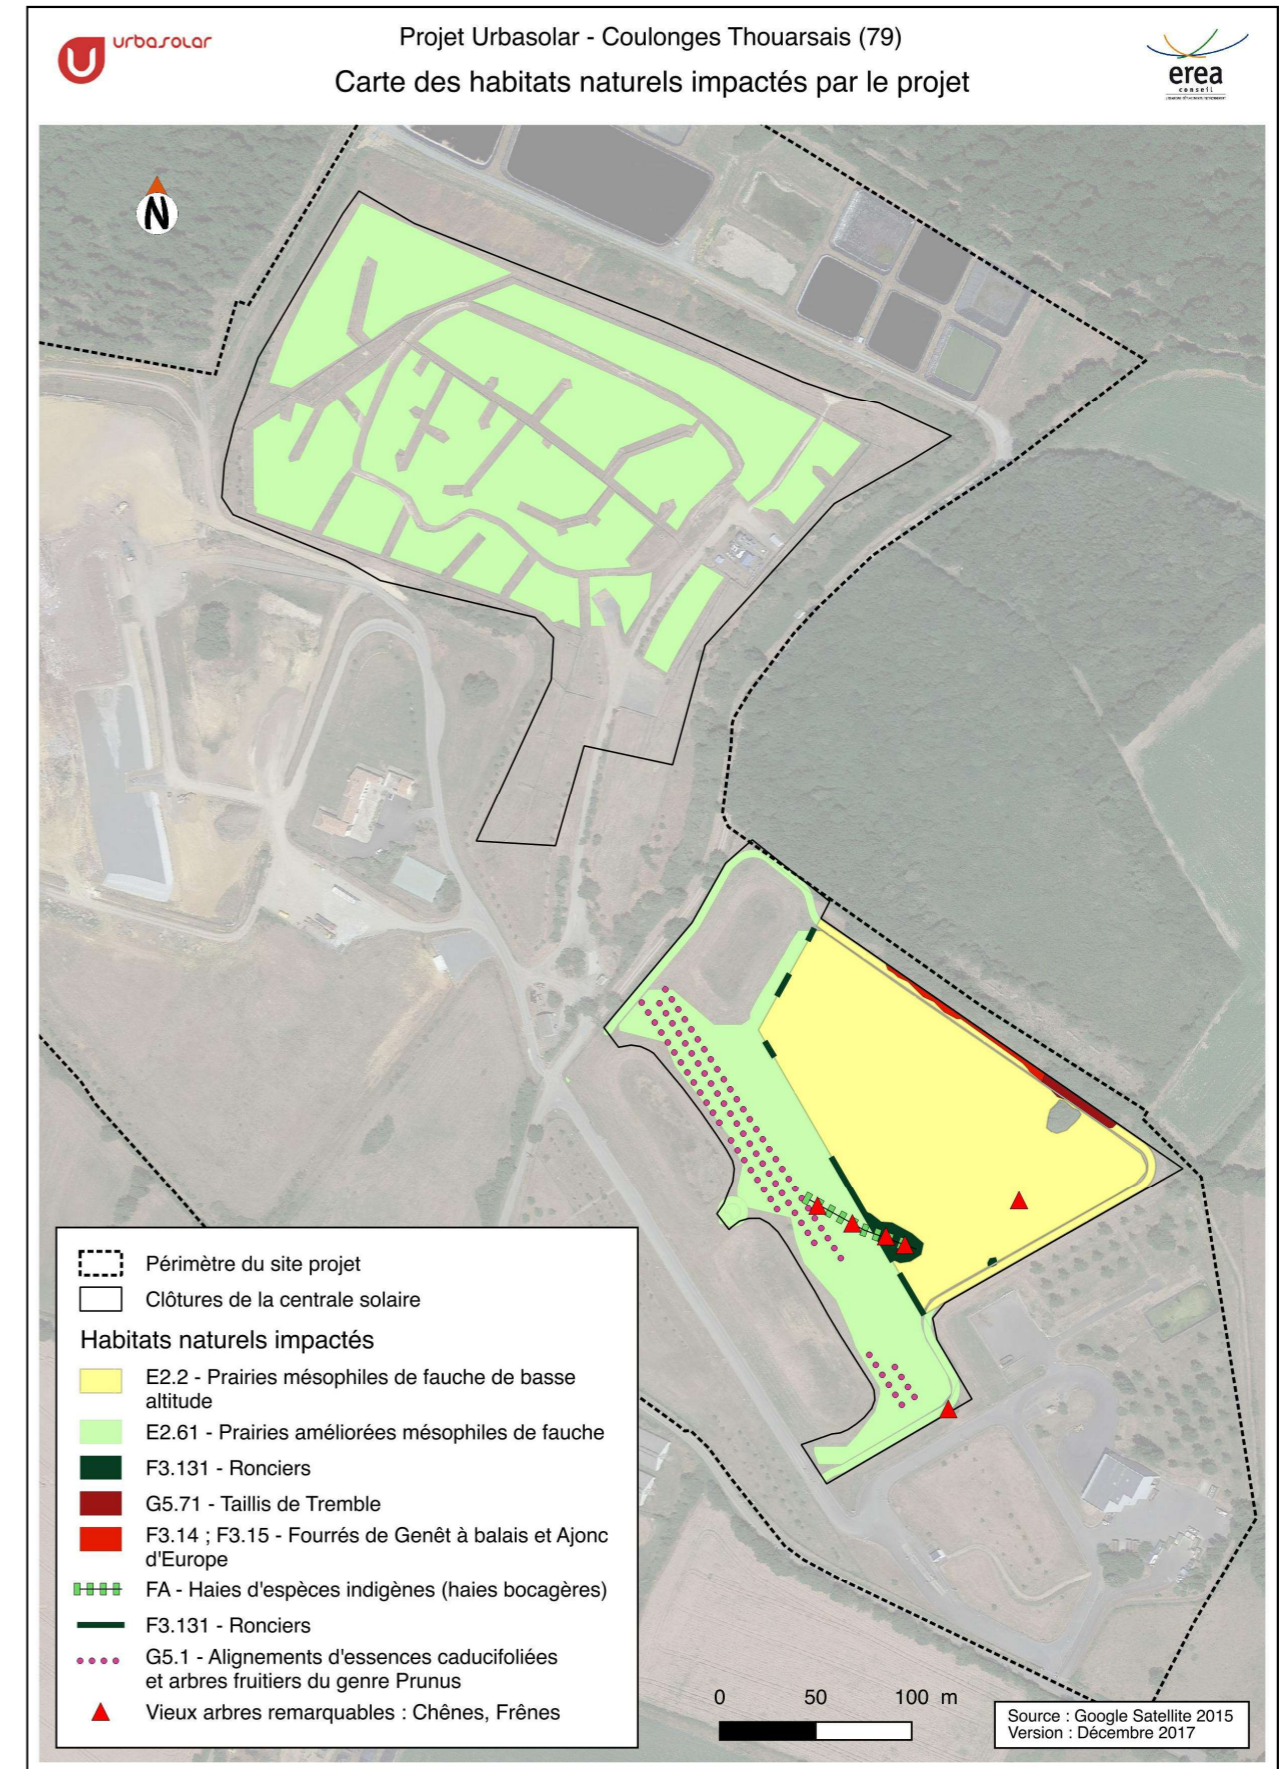 urbasolar
Projet Urbasolar - Coulonges Thouarsais (79)
Carte des habitats naturels impactés par le projet
erea
conseil
N
Périmètre du site projet
Clôtures de la centrale solaire
Habitats naturels impactés
E2.2 - Prairies mésophiles de fauche de basse
altitude
E2.61 - Prairies améliorées mésophiles de fauche
F3.131 - Ronciers
G5.71 - Taillis de Tremble
F3.14 ; F3.15 - Fourrés de Genêt à balais et Ajonc
d'Europe
FA - Haies d'espèces indigènes (haies bocagères)
F3.131 - Ronciers
G5.1 - Alignements d'essences caducifoliées
et arbres fruitiers du genre Prunus
Vieux arbres remarquables : Chênes, Frênes
0 50 100 m
Source : Google Satellite 2015
Version : Décembre 2017